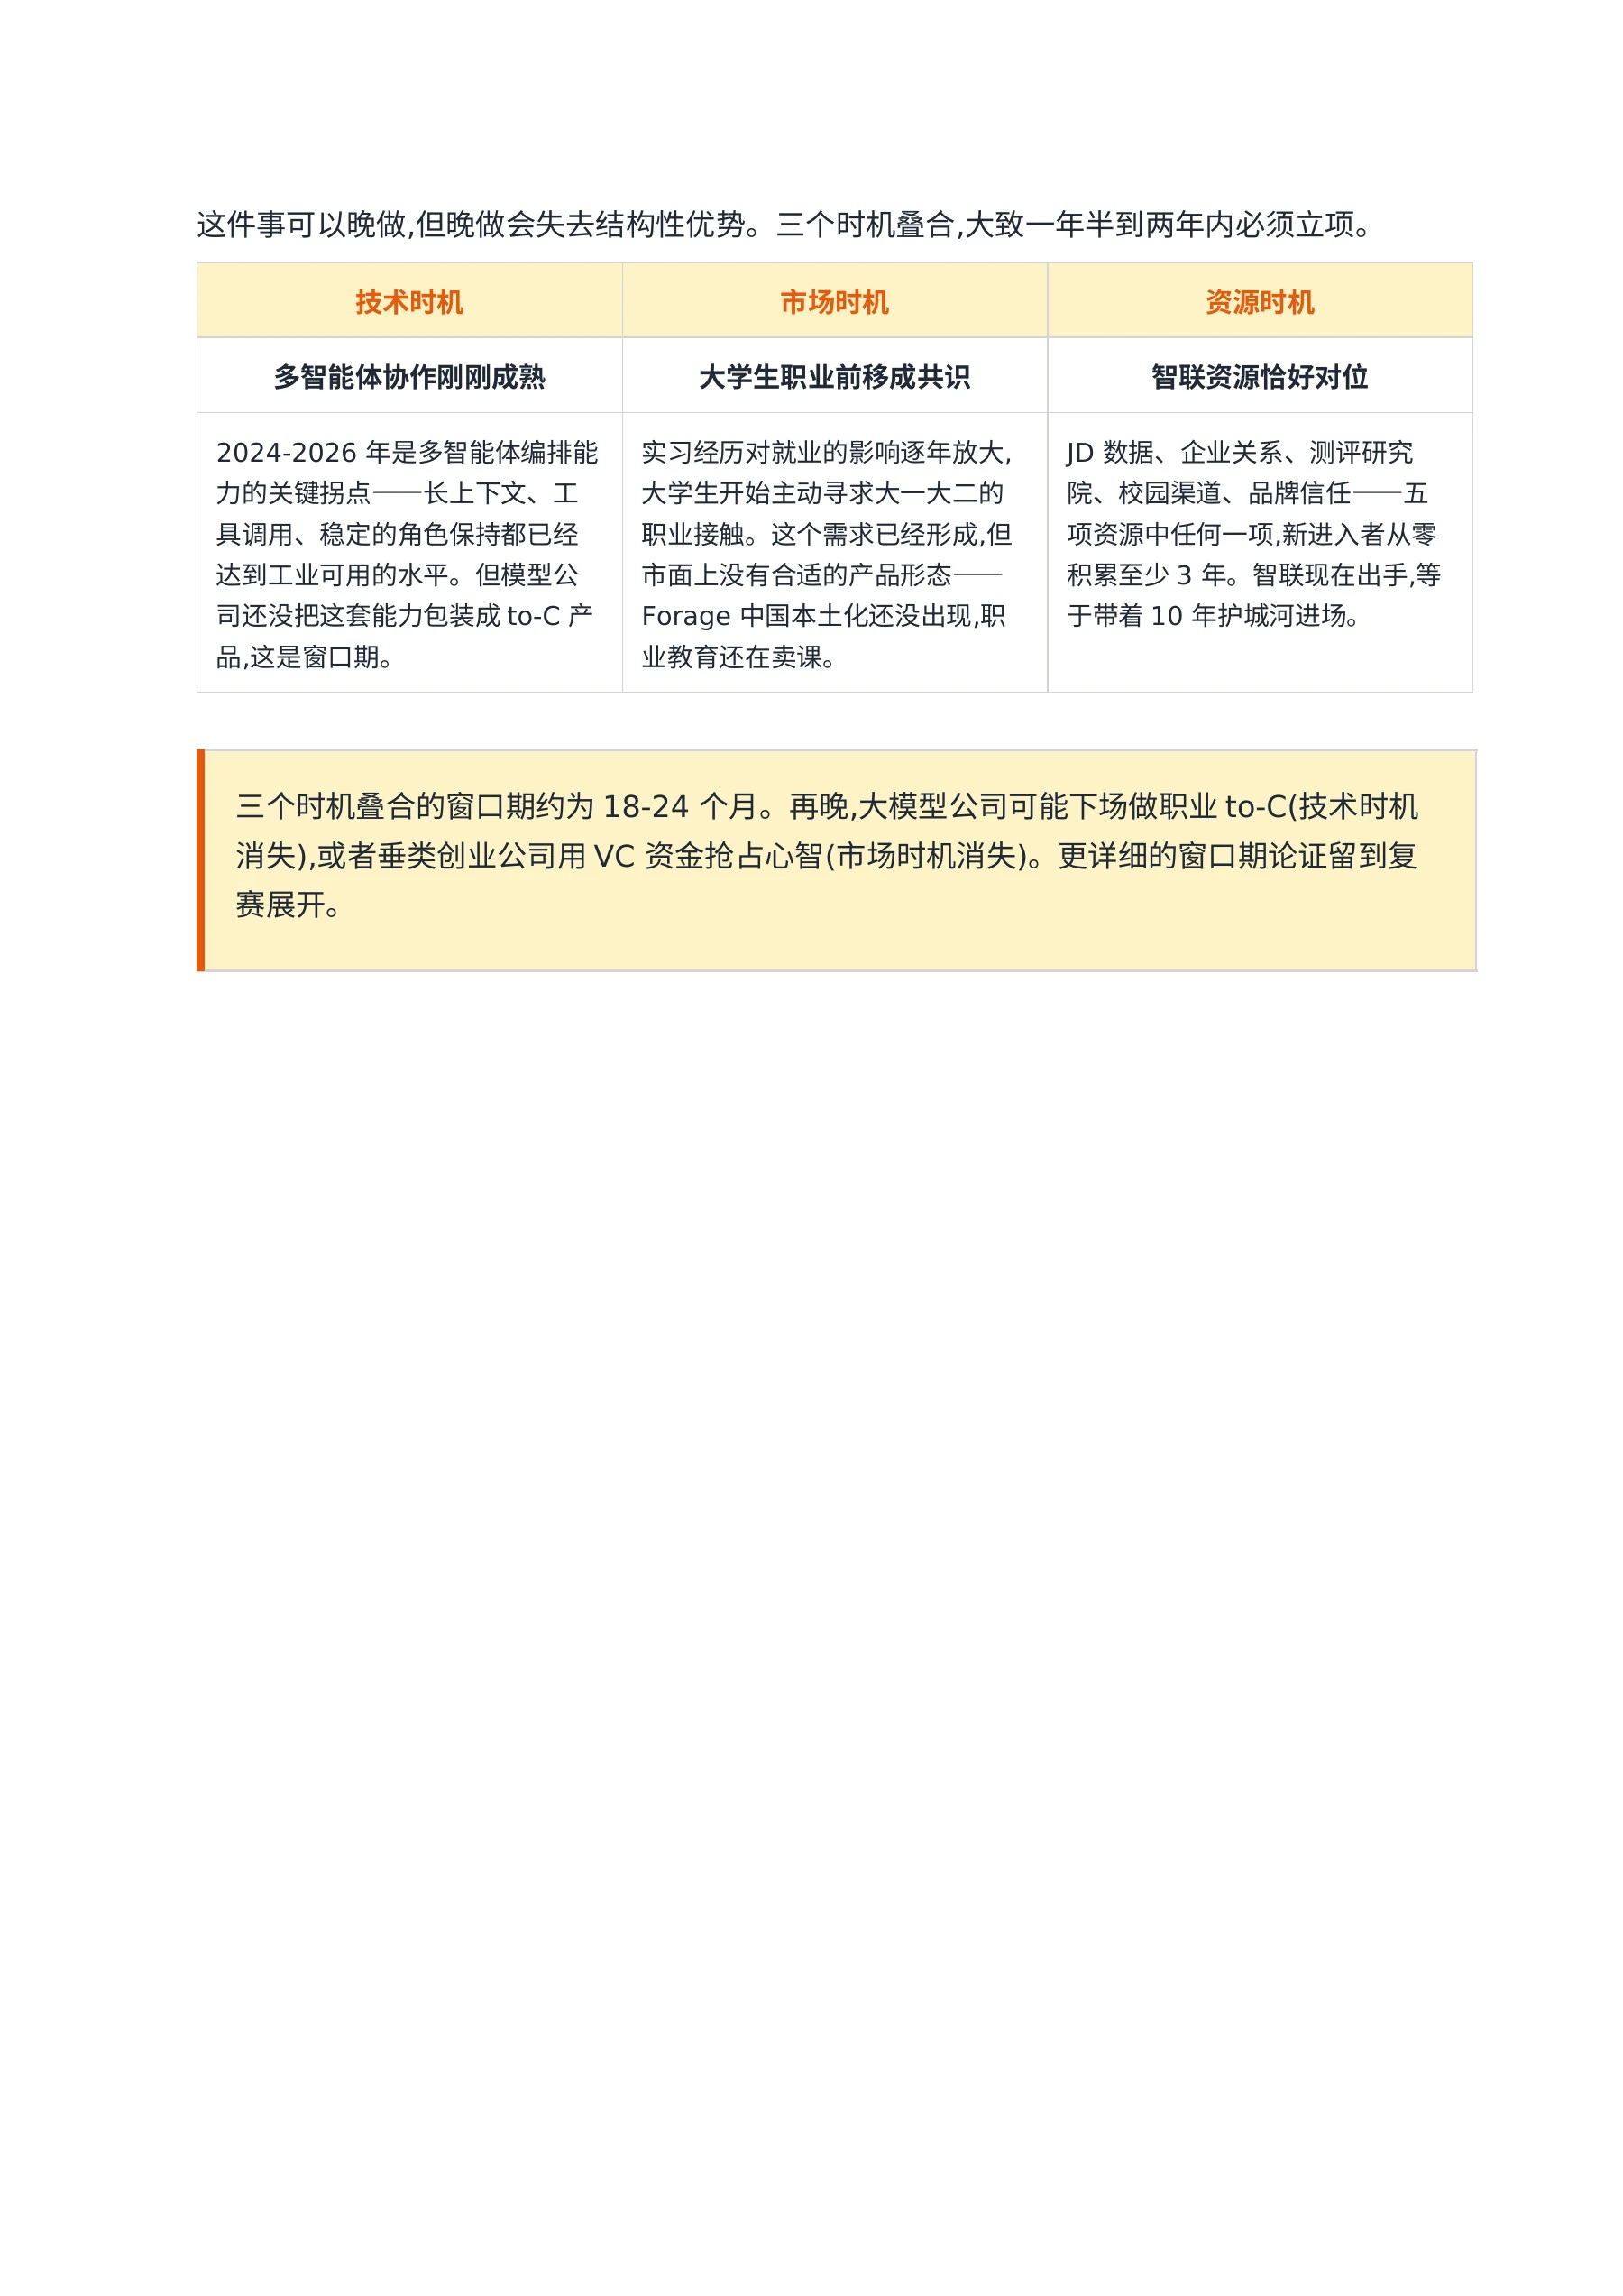 这件事可以晚做,但晚做会失去结构性优势。三个时机叠合,大致一年半到两年内必须立项。
技术时机
市场时机
资源时机
多智能体协作刚刚成熟
大学生职业前移成共识
智联资源恰好对位
2024-2026 年是多智能体编排能
力的关键拐点——长上下文、工
具调用、稳定的角色保持都已经
达到工业可用的水平。但模型公
司还没把这套能力包装成 to-C 产
品,这是窗口期。
实习经历对就业的影响逐年放大,
大学生开始主动寻求大一大二的
职业接触。这个需求已经形成,但
市面上没有合适的产品形态——
Forage 中国本土化还没出现,职
业教育还在卖课。
JD 数据、企业关系、测评研究
院、校园渠道、品牌信任——五
项资源中任何一项,新进入者从零
积累至少 3 年。智联现在出手,等
于带着 10 年护城河进场。
三个时机叠合的窗口期约为 18-24 个月。再晚,大模型公司可能下场做职业 to-C(技术时机
消失),或者垂类创业公司用 VC 资金抢占心智(市场时机消失)。更详细的窗口期论证留到复
赛展开。